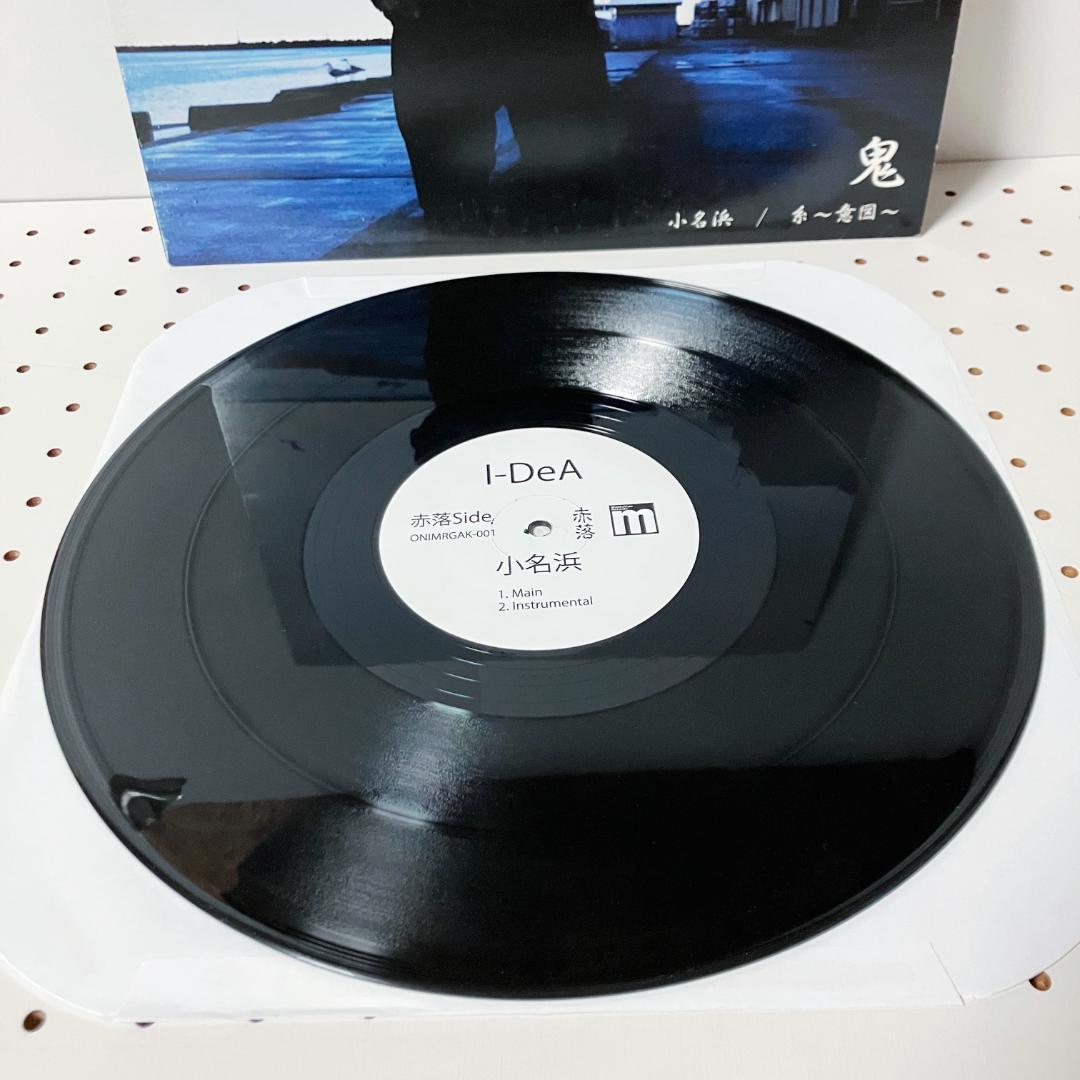 鬼
小名浜 / 糸～意図～
I-DeA
赤落Side
ONIMRGAK-001
赤落
m
小名浜
1. Main
2. Instrumental